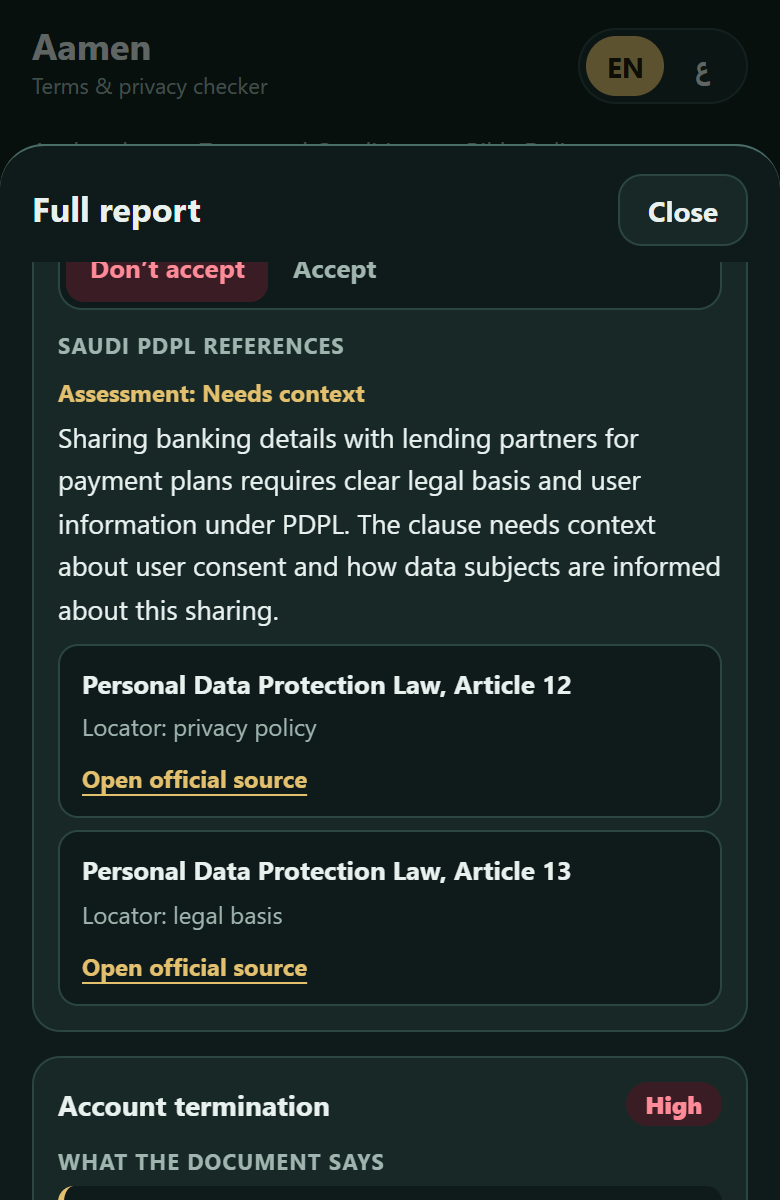 Aamen
Terms & privacy checker
EN
ع
Full report
Close
Don't accept
Accept
SAUDI PDPL REFERENCES
Assessment: Needs context
Sharing banking details with lending partners for
payment plans requires clear legal basis and user
information under PDPL. The clause needs context
about user consent and how data subjects are informed
about this sharing.
Personal Data Protection Law, Article 12
Locator: privacy policy
Open official source
Personal Data Protection Law, Article 13
Locator: legal basis
Open official source
Account termination
High
WHAT THE DOCUMENT SAYS